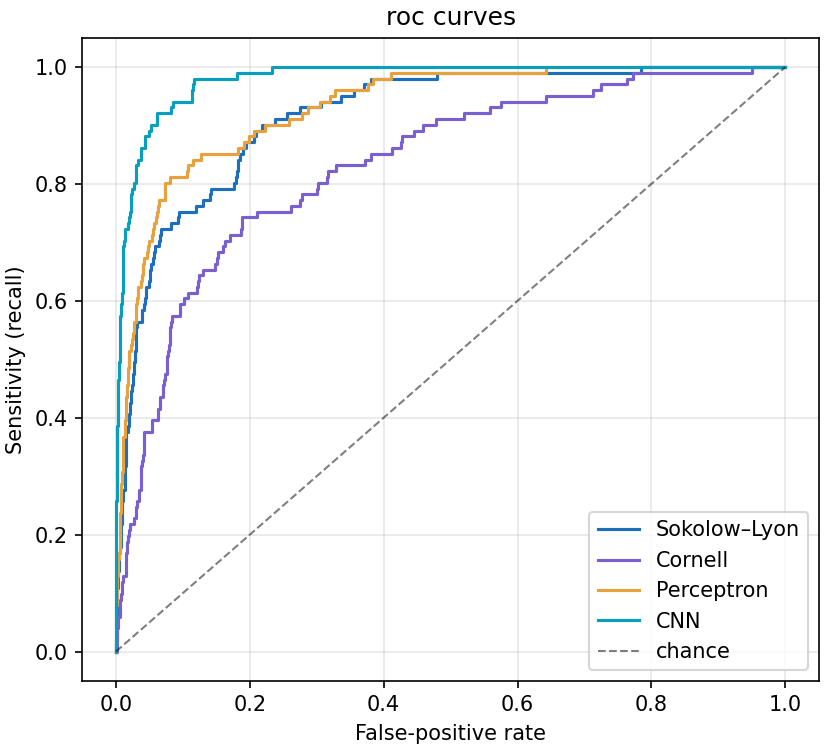 roc curves
1.0
0.8
0.6
0.4
0.2
0.0
Sensitivity (recall)
Sokolow–Lyon
Cornell
Perceptron
CNN
chance
0.0 0.2 0.4 0.6 0.8 1.0
False-positive rate